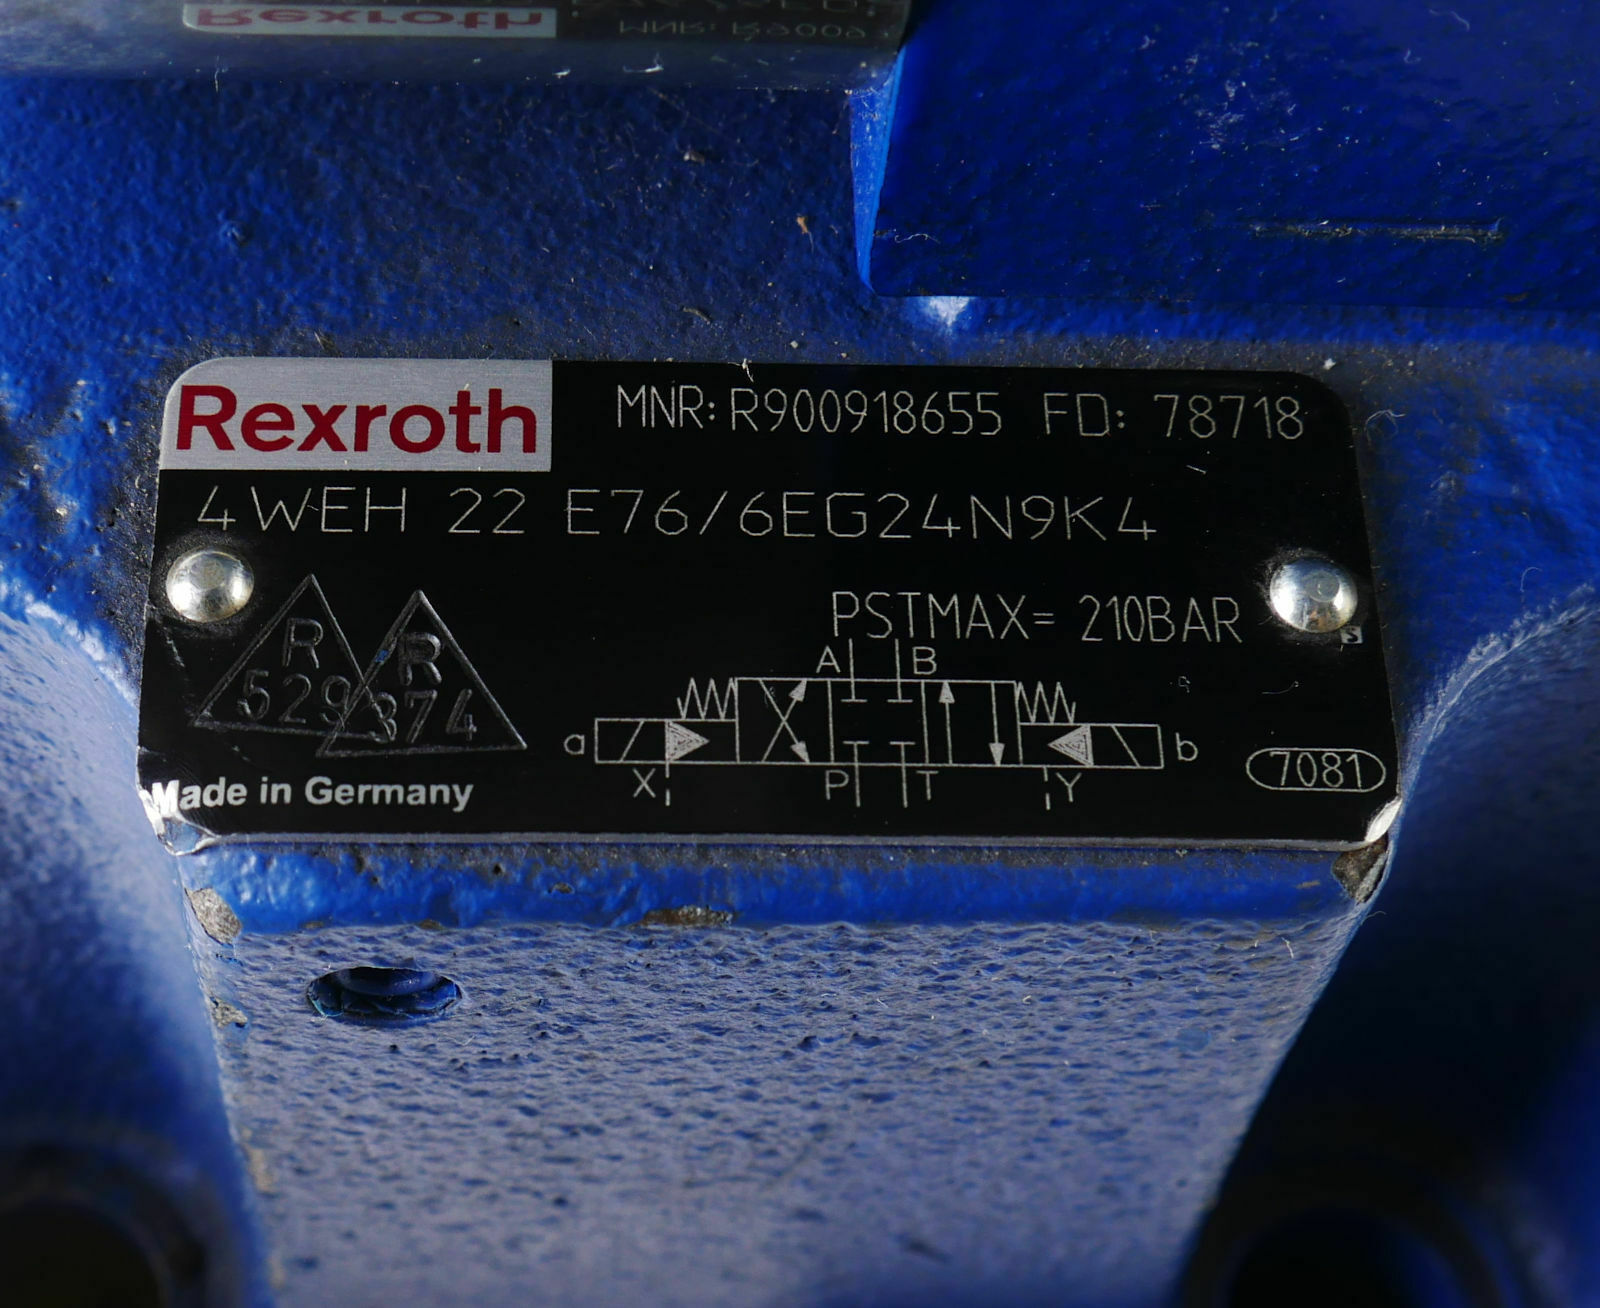 Rexroth MNR: R900918655 FD: 78718
4WEH 22 E76/6EG24N9K4
PSTMAX= 210BAR
R 529
R 374
A B
a b
X P T Y
7081
Made in Germany